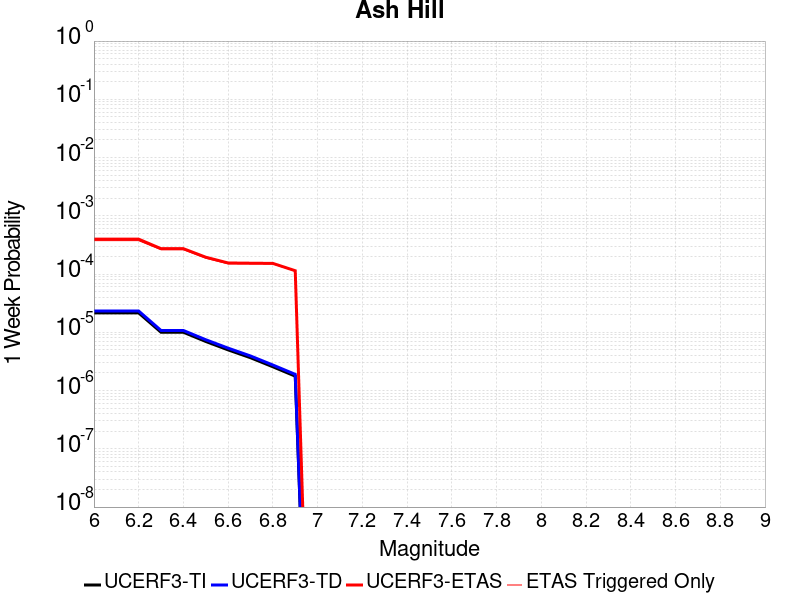 Ash Hill
10^0
10^-1
10^-2
10^-3
10^-4
10^-5
10^-6
10^-7
10^-8
1 Week Probability
6 6.2 6.4 6.6 6.8 7 7.2 7.4 7.6 7.8 8 8.2 8.4 8.6 8.8 9
Magnitude
UCERF3-TI UCERF3-TD UCERF3-ETAS ETAS Triggered Only